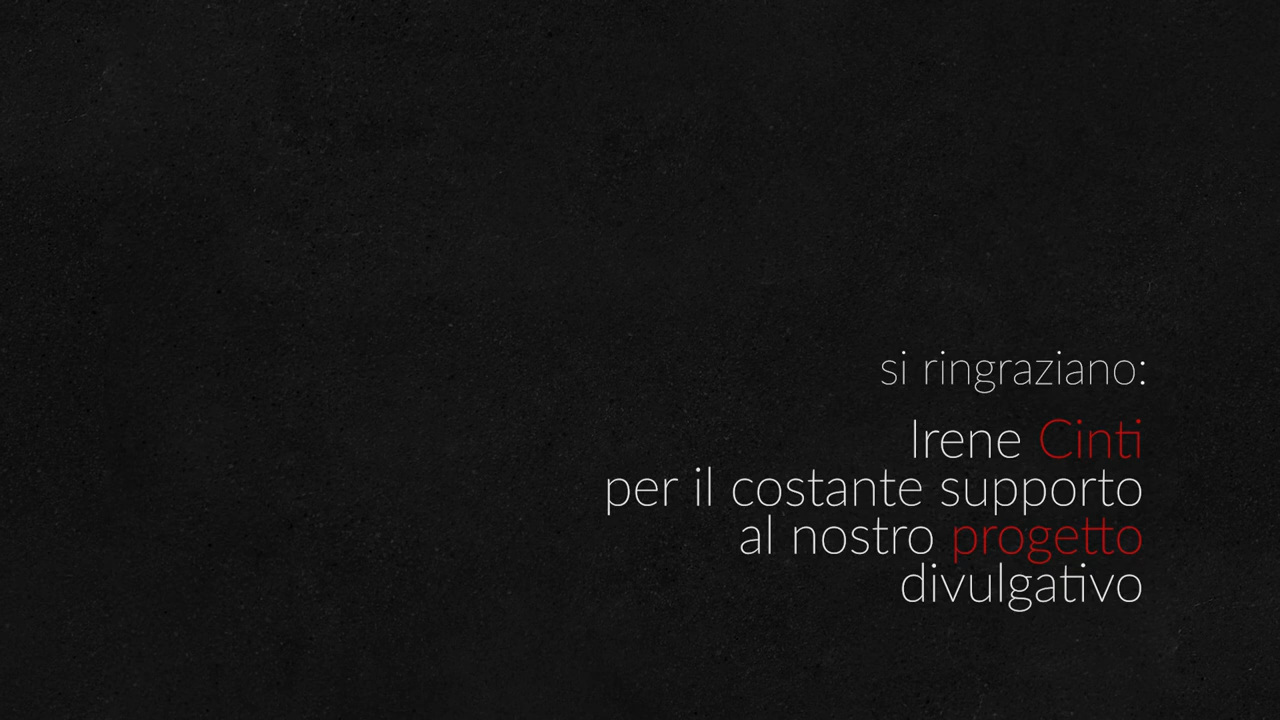 si ringraziano:
Irene Cinti
per il costante supporto
al nostro progetto
divulgativo